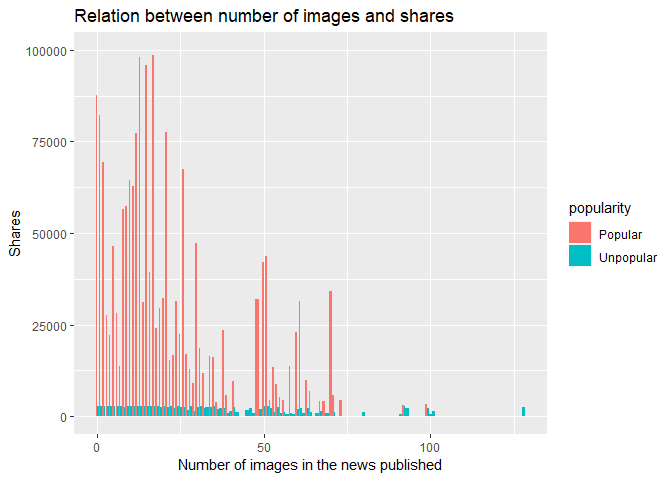 Relation between number of images and shares
100000
75000
50000
25000
0
Shares
0 50 100
Number of images in the news published
popularity
Popular
Unpopular